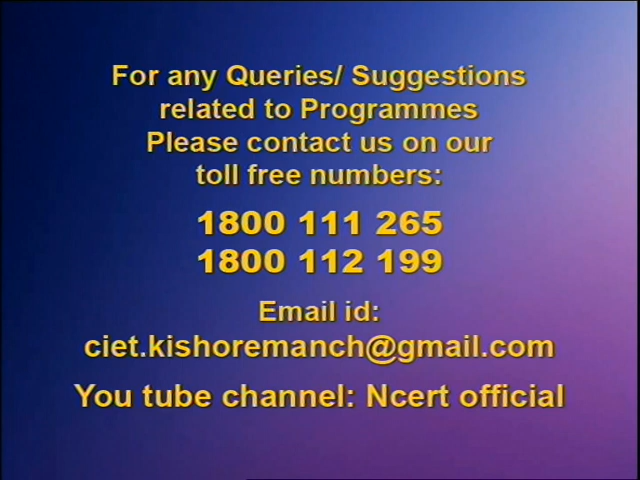 For any Queries/ Suggestions
related to Programmes
Please contact us on our
toll free numbers:
1800 111 265
1800 112 199
Email id:
ciet.kishoremanch@gmail.com
You tube channel: Ncert official